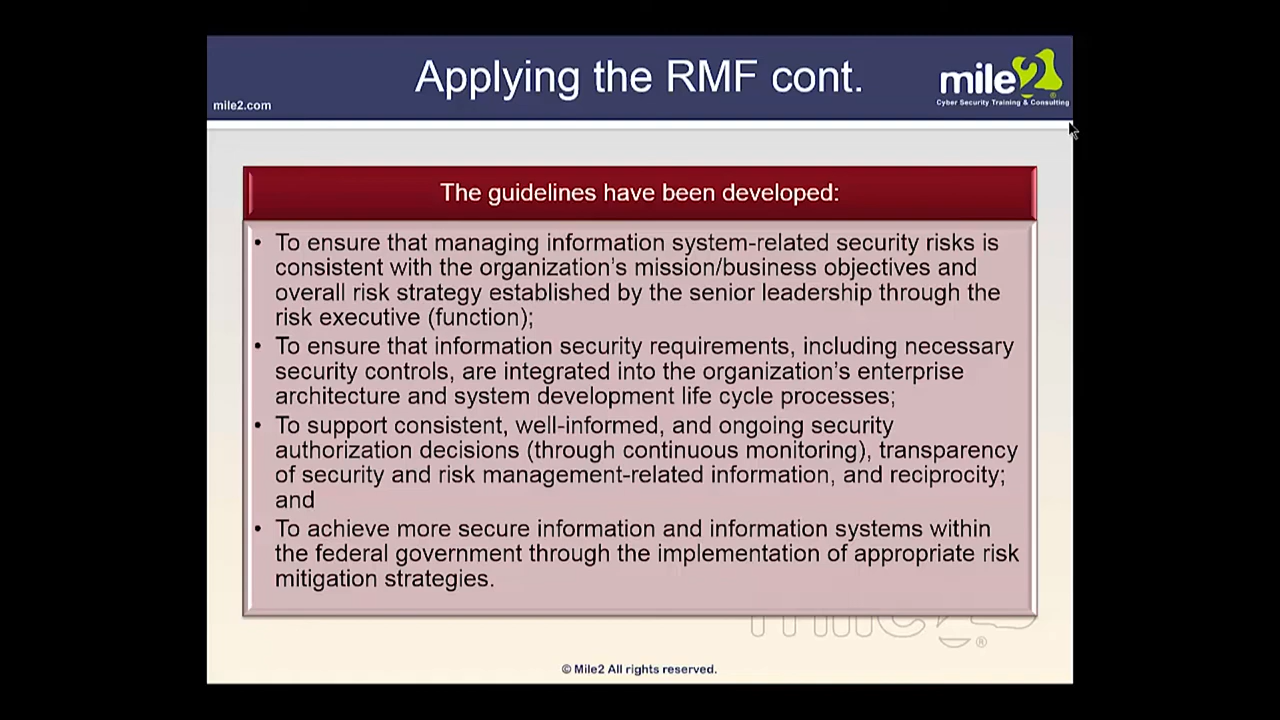 Applying the RMF cont.
mile2
®
Cyber Security Training & Consulting
mile2.com
The guidelines have been developed:
• To ensure that managing information system-related security risks is
consistent with the organization's mission/business objectives and
overall risk strategy established by the senior leadership through the
risk executive (function);
• To ensure that information security requirements, including necessary
security controls, are integrated into the organization's enterprise
architecture and system development life cycle processes;
• To support consistent, well-informed, and ongoing security
authorization decisions (through continuous monitoring), transparency
of security and risk management-related information, and reciprocity;
and
• To achieve more secure information and information systems within
the federal government through the implementation of appropriate risk
mitigation strategies.
mile2
®
© Mile2 All rights reserved.